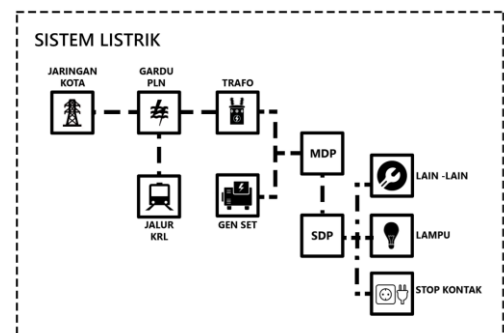 SISTEM LISTRIK
JARINGAN
KOTA
GARDU
PLN
TRAFO
MDP
JALUR
KRL
GEN SET
SDP
LAIN -LAIN
LAMPU
STOP KONTAK